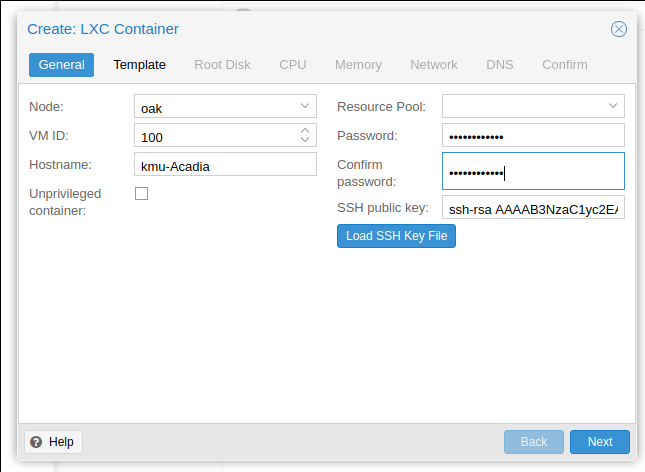 Create: LXC Container
General Template Root Disk CPU Memory Network DNS Confirm
Node: oak
VM ID: 100
Hostname: kmu-Acadia
Unprivileged
container:
Resource Pool:
Password: ••••••••••••
Confirm
password: ••••••••••••
SSH public key: ssh-rsa AAAAB3NzaC1yc2EA
Load SSH Key File
? Help
Back Next